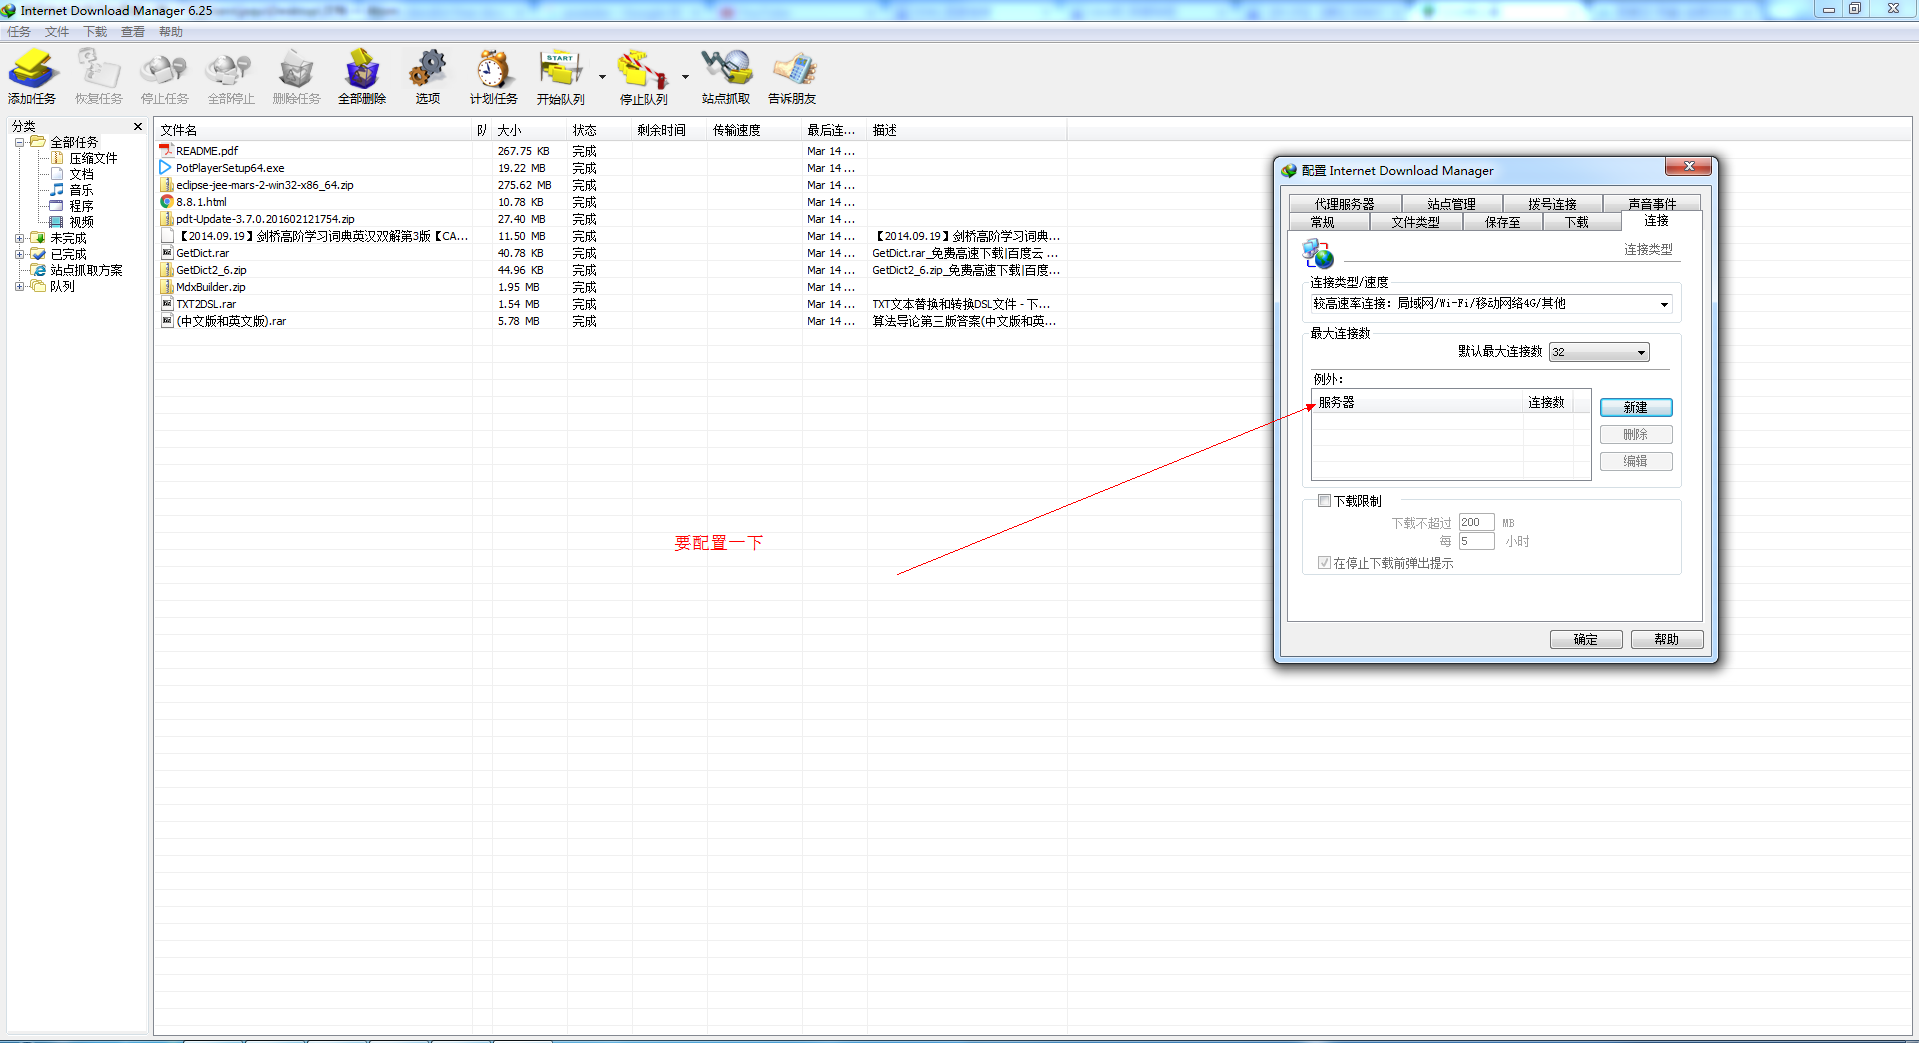 Internet Download Manager 6.25
任务 文件 下载 查看 帮助
START
添加任务 恢复任务 停止任务 全部停止 删除任务 全部删除 选项 计划任务 开始队列 停止队列 站点抓取 告诉朋友
分类
全部任务
压缩文件
文档
音乐
程序
视频
未完成
已完成
站点抓取方案
队列
文件名 队 大小 状态 剩余时间 传输速度 最后连... 描述
README.pdf 267.75 KB 完成 Mar 14 ...
PotPlayerSetup64.exe 19.22 MB 完成 Mar 14 ...
eclipse-jee-mars-2-win32-x86_64.zip 275.62 MB 完成 Mar 14 ...
8.8.1.html 10.78 KB 完成 Mar 14 ...
pdt-Update-3.7.0.201602121754.zip 27.40 MB 完成 Mar 14 ...
【2014.09.19】剑桥高阶学习词典英汉双解第3版【CA... 11.50 MB 完成 Mar 14 ... 【2014.09.19】剑桥高阶学习词典...
GetDict.rar 40.78 KB 完成 Mar 14 ... GetDict.rar_免费高速下载|百度云 ...
GetDict2_6.zip 44.96 KB 完成 Mar 14 ... GetDict2_6.zip_免费高速下载|百度...
MdxBuilder.zip 1.95 MB 完成 Mar 14 ...
TXT2DSL.rar 1.54 MB 完成 Mar 14 ... TXT文本替换和转换DSL文件 - 下...
(中文版和英文版).rar 5.78 MB 完成 Mar 14 ... 算法导论第三版答案(中文版和英...
要配置一下
配置 Internet Download Manager
代理服务器 站点管理 拨号连接 声音事件
常规 文件类型 保存至 下载 连接
连接类型
连接类型/速度
较高速率连接：局域网/Wi-Fi/移动网络4G/其他
最大连接数
默认最大连接数 32
例外：
服务器 连接数
新建
删除
编辑
下载限制
下载不超过 200 MB
每 5 小时
在停止下载前弹出提示
确定 帮助